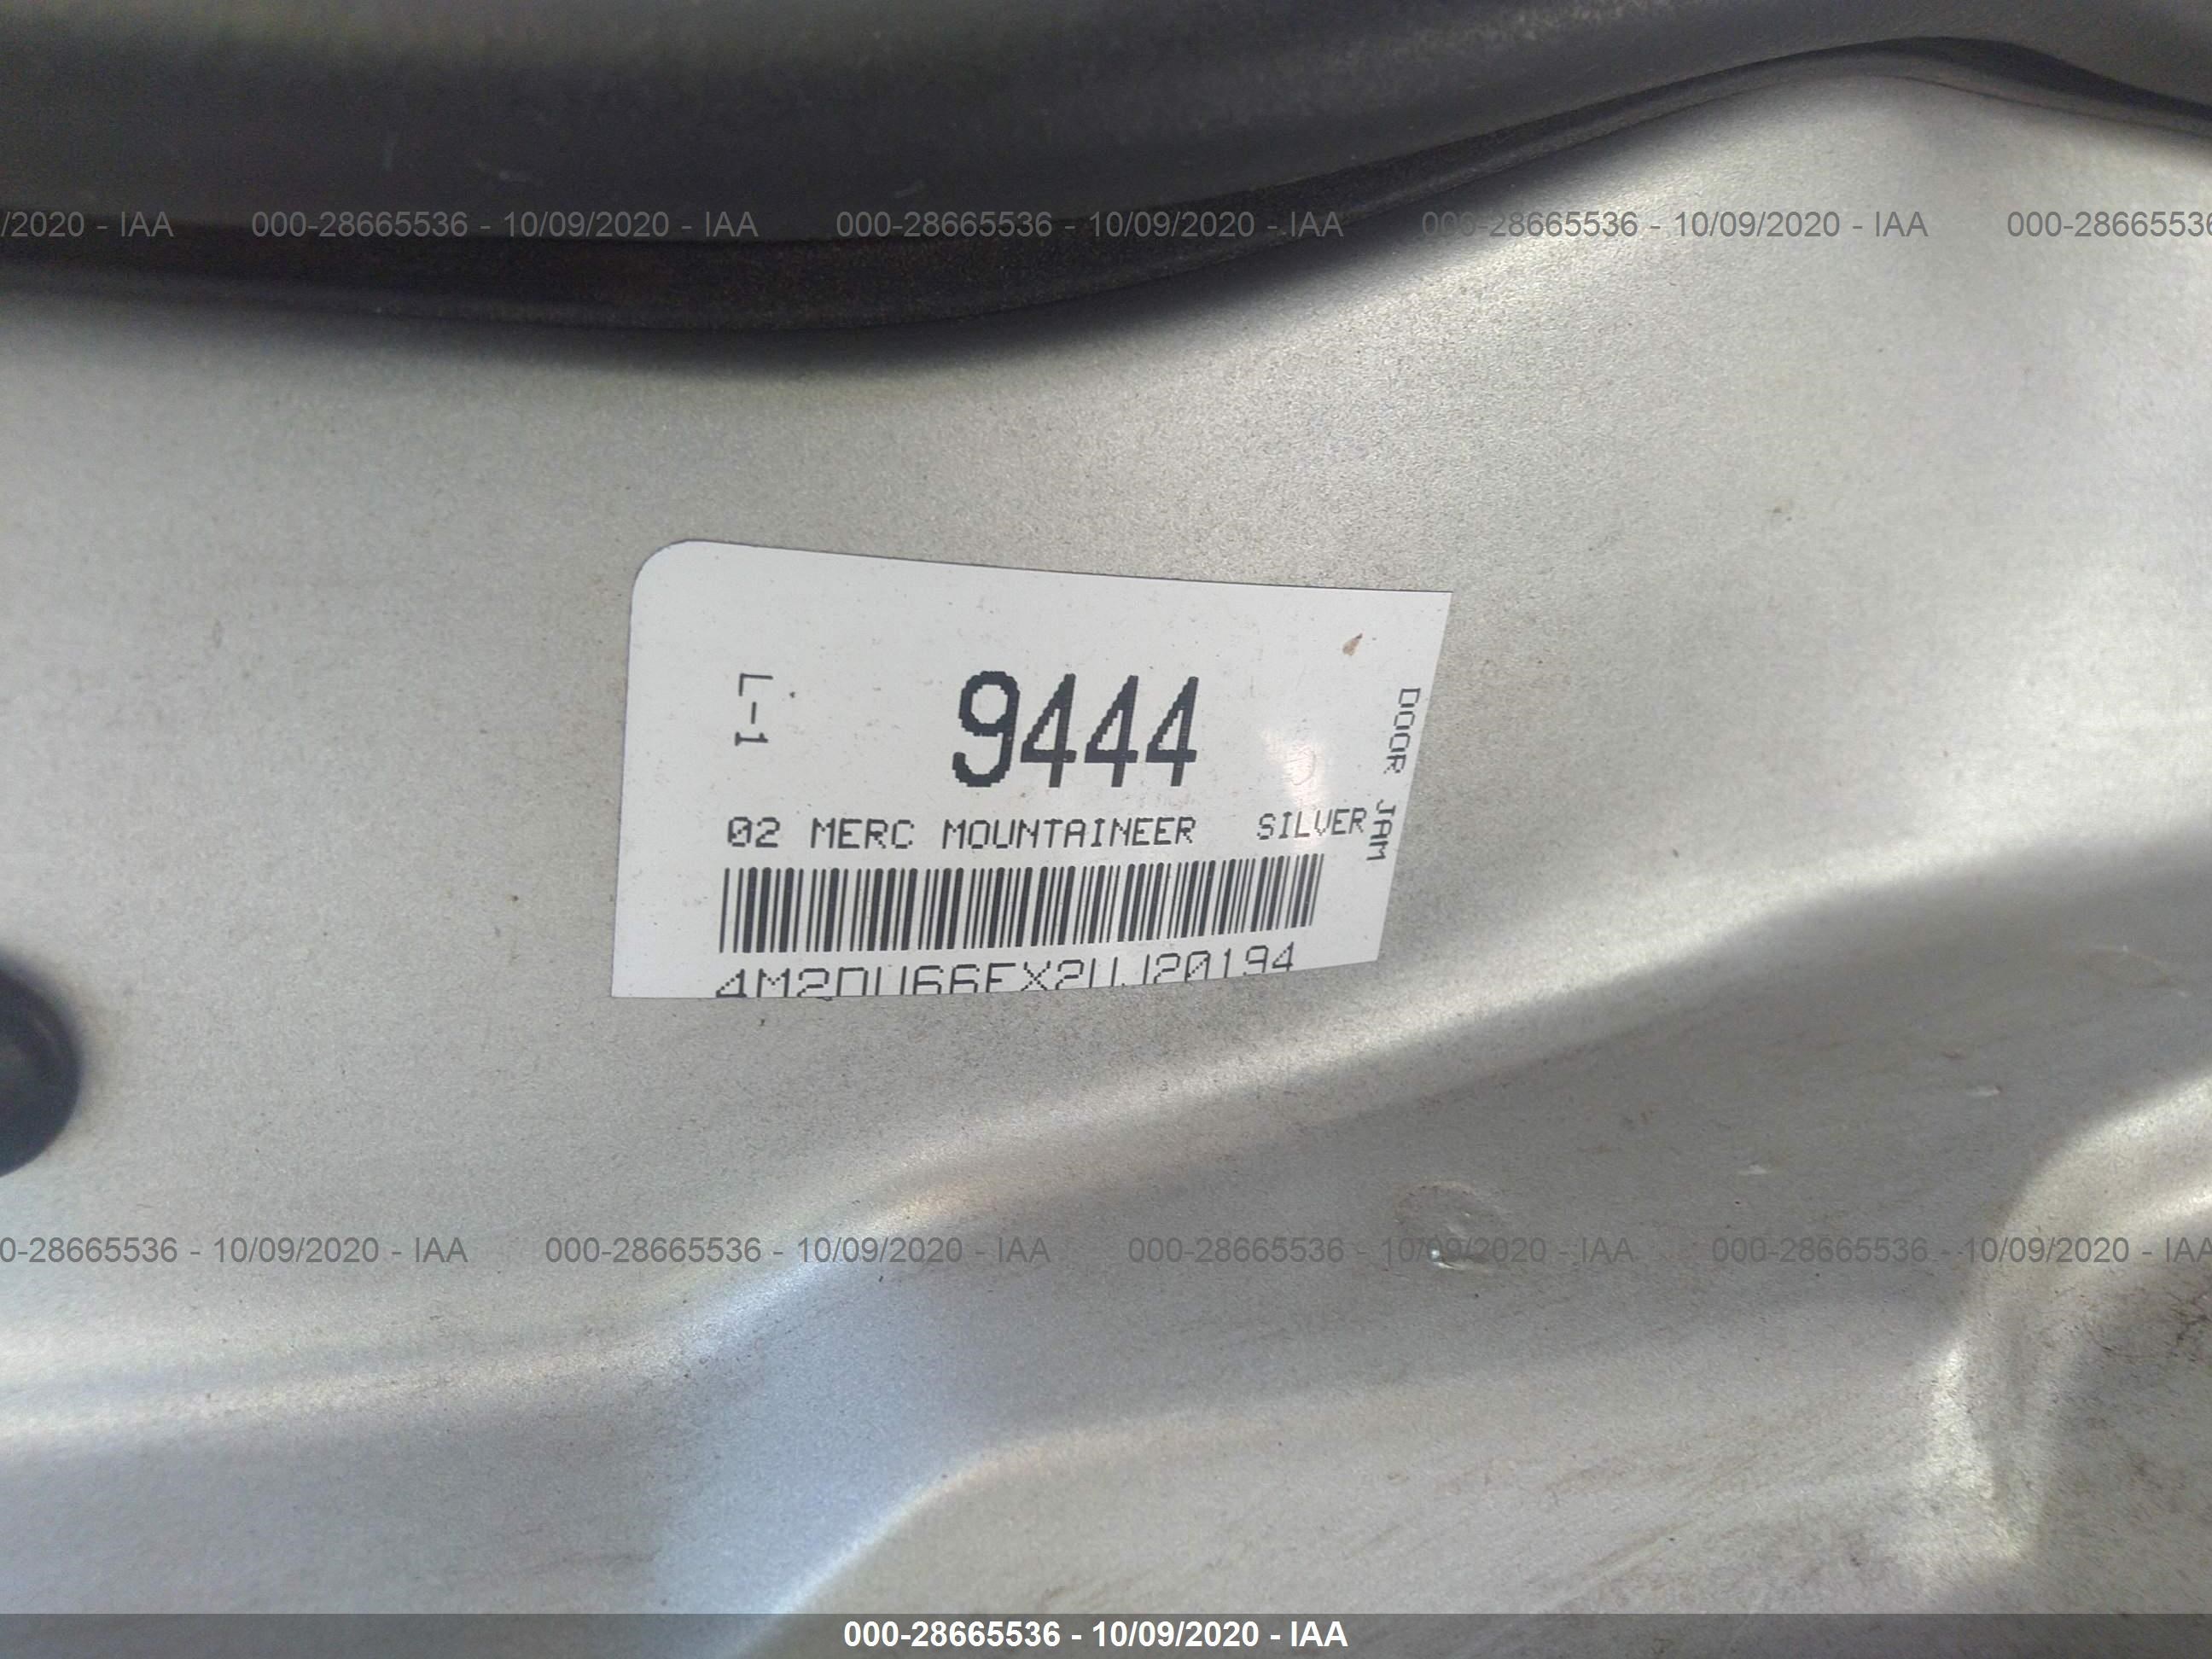 /2020 - IAA 000-28665536 - 10/09/2020 - IAA 000-28665536 - 10/09/2020 - IAA 000-28665536 - 10/09/2020 - IAA 000-28665536
L-1
9444
DOOR JAM
02 MERC MOUNTAINEER SILVER
4M2DU66EX2UJ20194
0-28665536 - 10/09/2020 - IAA 000-28665536 - 10/09/2020 - IAA 000-28665536 - 10/09/2020 - IAA 000-28665536 - 10/09/2020 - IAA
000-28665536 - 10/09/2020 - IAA